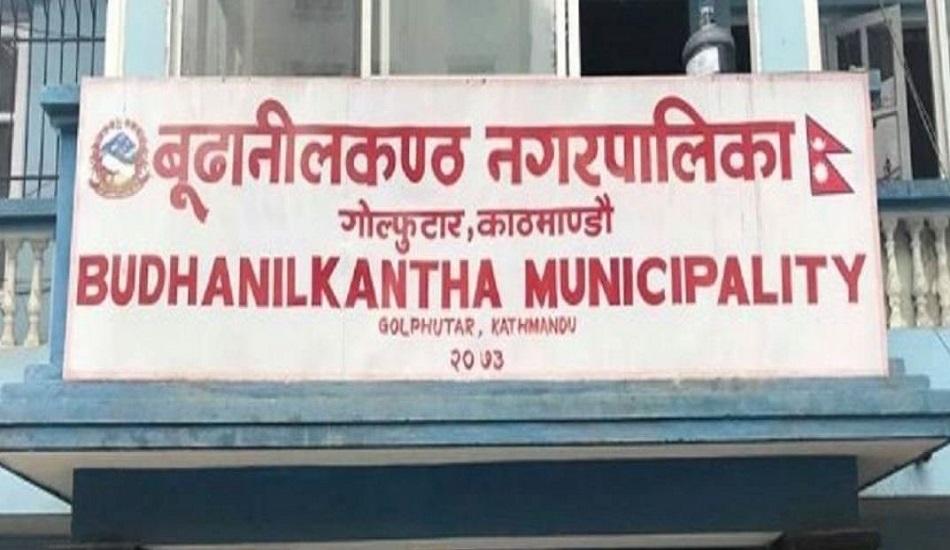 बूढानीलकण्ठ नगरपालिका
गोल्फुटार, काठमाण्डौ
BUDHANILKANTHA MUNICIPALITY
GOLPHUTAR, KATHMANDU
२०७३